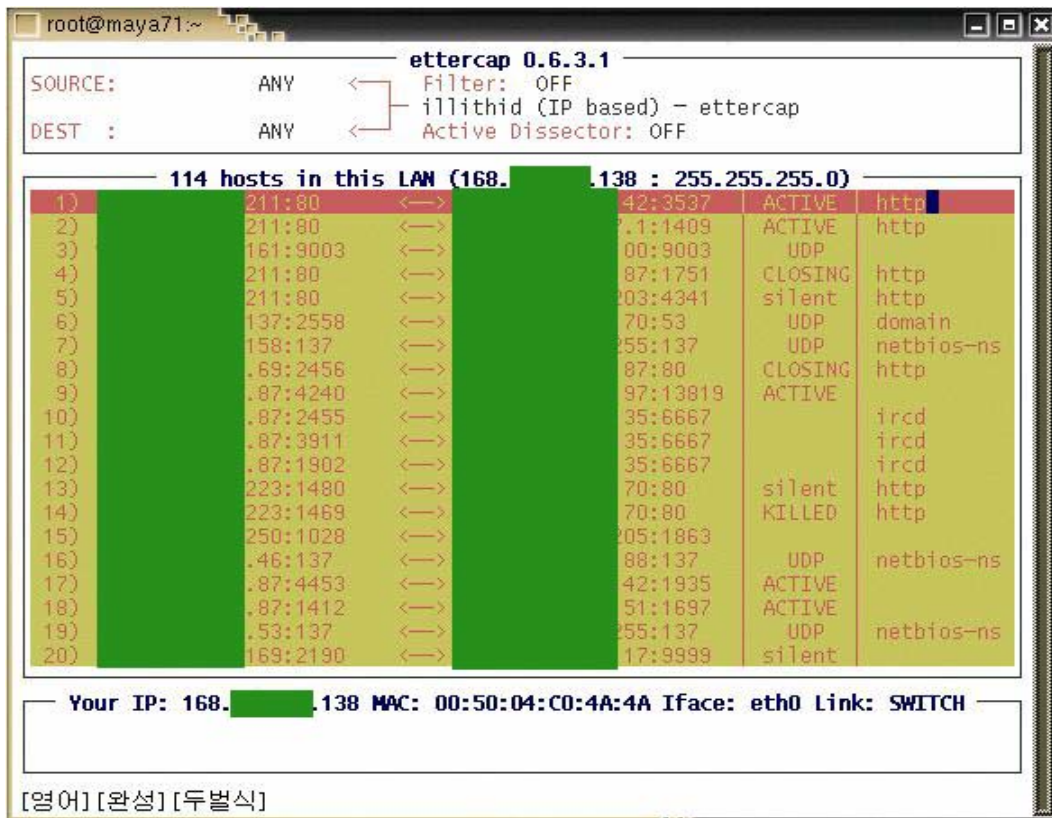 root@maya71:~
ettercap 0.6.3.1
SOURCE: ANY <— Filter: OFF
illithid (IP based) - ettercap
DEST : ANY <— Active Dissector: OFF
114 hosts in this LAN (168. .138 : 255.255.255.0)
1) 211:80 <—> 42:3537 | ACTIVE | http
2) 211:80 <—> 7.1:1409 | ACTIVE | http
3) 161:9003 <—> 00:9003 | UDP |
4) 211:80 <—> 87:1751 | CLOSING | http
5) 211:80 <—> 203:4341 | silent | http
6) 137:2558 <—> 70:53 | UDP | domain
7) 158:137 <—> 255:137 | UDP | netbios-ns
8) .69:2456 <—> 87:80 | CLOSING | http
9) .87:4240 <—> 97:13819 | ACTIVE |
10) .87:2455 <—> 35:6667 | | ircd
11) .87:3911 <—> 35:6667 | | ircd
12) .87:1902 <—> 35:6667 | | ircd
13) 223:1480 <—> 70:80 | silent | http
14) 223:1469 <—> 70:80 | KILLED | http
15) 250:1028 <—> 205:1863 | |
16) .46:137 <—> 88:137 | UDP | netbios-ns
17) .87:4453 <—> 42:1935 | ACTIVE |
18) .87:1412 <—> 51:1697 | ACTIVE |
19) .53:137 <—> 255:137 | UDP | netbios-ns
20) 169:2190 <—> 17:9999 | silent |
Your IP: 168. .138 MAC: 00:50:04:C0:4A:4A Iface: eth0 Link: SWITCH
[영어][완성][두벌식]